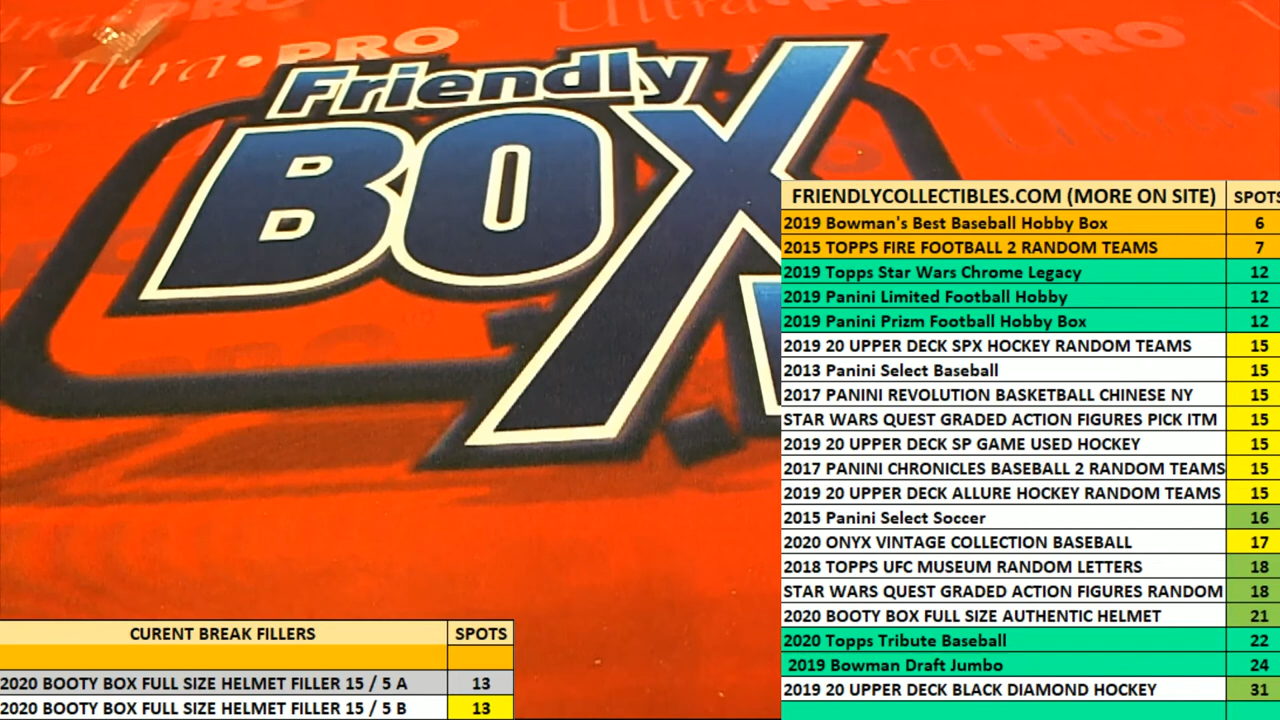 Ultra•PRO
Ultra•PRO
Ultra•PRO
Friendly
BOX
FRIENDLYCOLLECTIBLES.COM (MORE ON SITE) SPOTS
2019 Bowman's Best Baseball Hobby Box 6
2015 TOPPS FIRE FOOTBALL 2 RANDOM TEAMS 7
2019 Topps Star Wars Chrome Legacy 12
2019 Panini Limited Football Hobby 12
2019 Panini Prizm Football Hobby Box 12
2019 20 UPPER DECK SPX HOCKEY RANDOM TEAMS 15
2013 Panini Select Baseball 15
2017 PANINI REVOLUTION BASKETBALL CHINESE NY 15
STAR WARS QUEST GRADED ACTION FIGURES PICK ITM 15
2019 20 UPPER DECK SP GAME USED HOCKEY 15
2017 PANINI CHRONICLES BASEBALL 2 RANDOM TEAMS 15
2019 20 UPPER DECK ALLURE HOCKEY RANDOM TEAMS 15
2015 Panini Select Soccer 16
2020 ONYX VINTAGE COLLECTION BASEBALL 17
2018 TOPPS UFC MUSEUM RANDOM LETTERS 18
STAR WARS QUEST GRADED ACTION FIGURES RANDOM 18
2020 BOOTY BOX FULL SIZE AUTHENTIC HELMET 21
2020 Topps Tribute Baseball 22
2019 Bowman Draft Jumbo 24
2019 20 UPPER DECK BLACK DIAMOND HOCKEY 31
CURENT BREAK FILLERS SPOTS
2020 BOOTY BOX FULL SIZE HELMET FILLER 15 / 5 A 13
2020 BOOTY BOX FULL SIZE HELMET FILLER 15 / 5 B 13